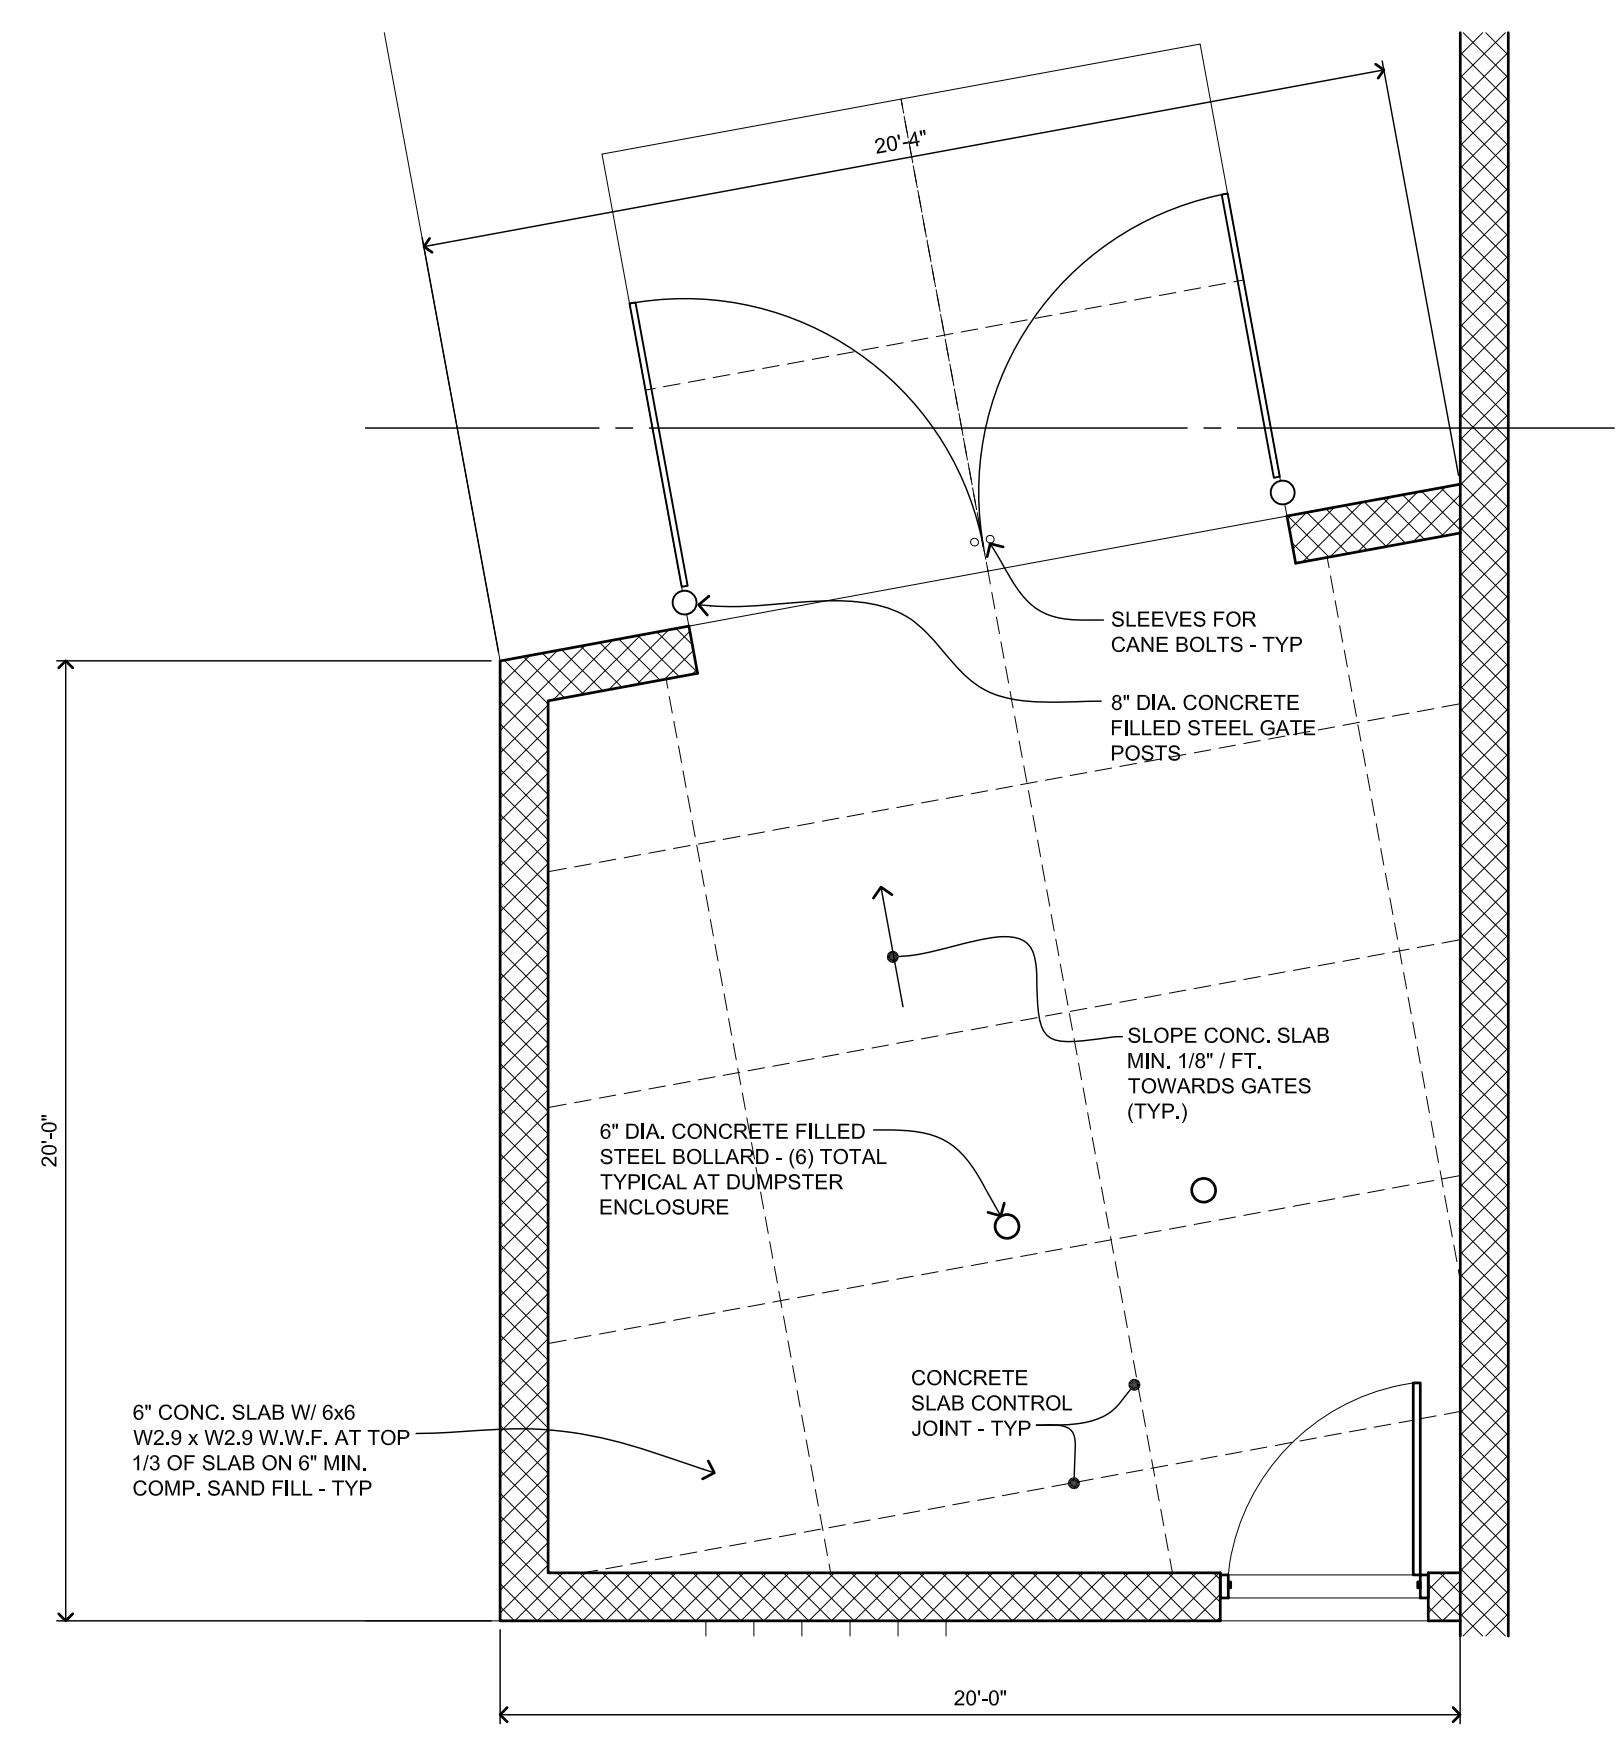 20'-4"
SLEEVES FOR
CANE BOLTS - TYP
8" DIA. CONCRETE
FILLED STEEL GATE
POSTS
SLOPE CONC. SLAB
MIN. 1/8" / FT.
TOWARDS GATES
(TYP.)
20'-0"
6" DIA. CONCRETE FILLED
STEEL BOLLARD - (6) TOTAL
TYPICAL AT DUMPSTER
ENCLOSURE
CONCRETE
SLAB CONTROL
JOINT - TYP
6" CONC. SLAB W/ 6x6
W2.9 x W2.9 W.W.F. AT TOP
1/3 OF SLAB ON 6" MIN.
COMP. SAND FILL - TYP
20'-0"